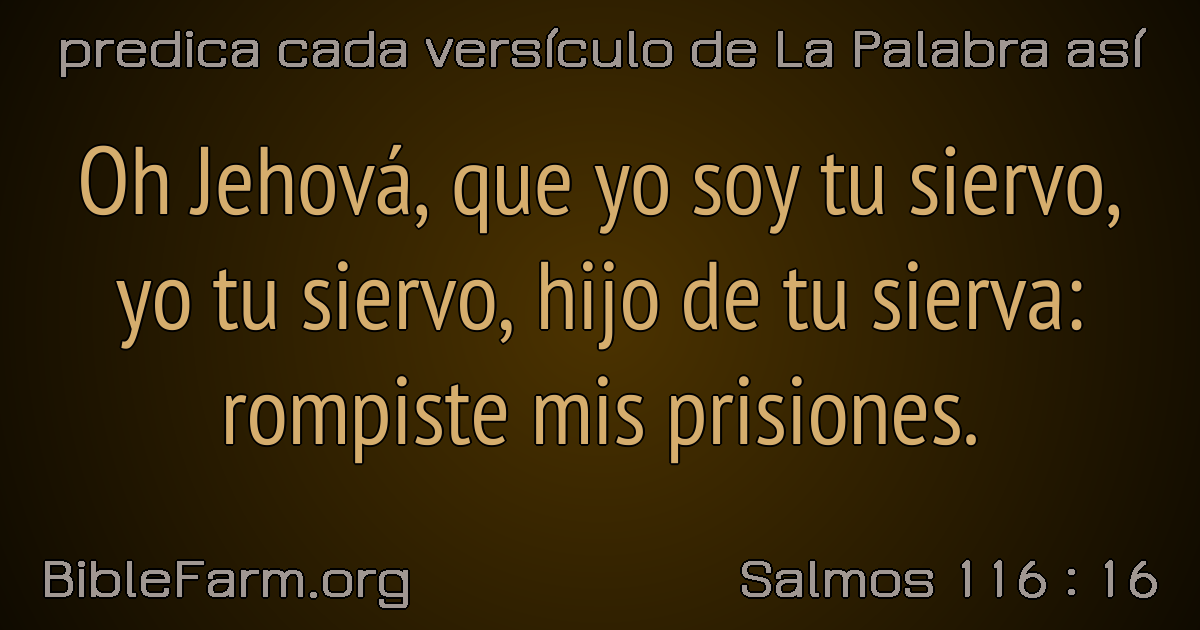 predica cada versículo de La Palabra así
Oh Jehová, que yo soy tu siervo,
yo tu siervo, hijo de tu sierva:
rompiste mis prisiones.
BibleFarm.org
Salmos 116 : 16